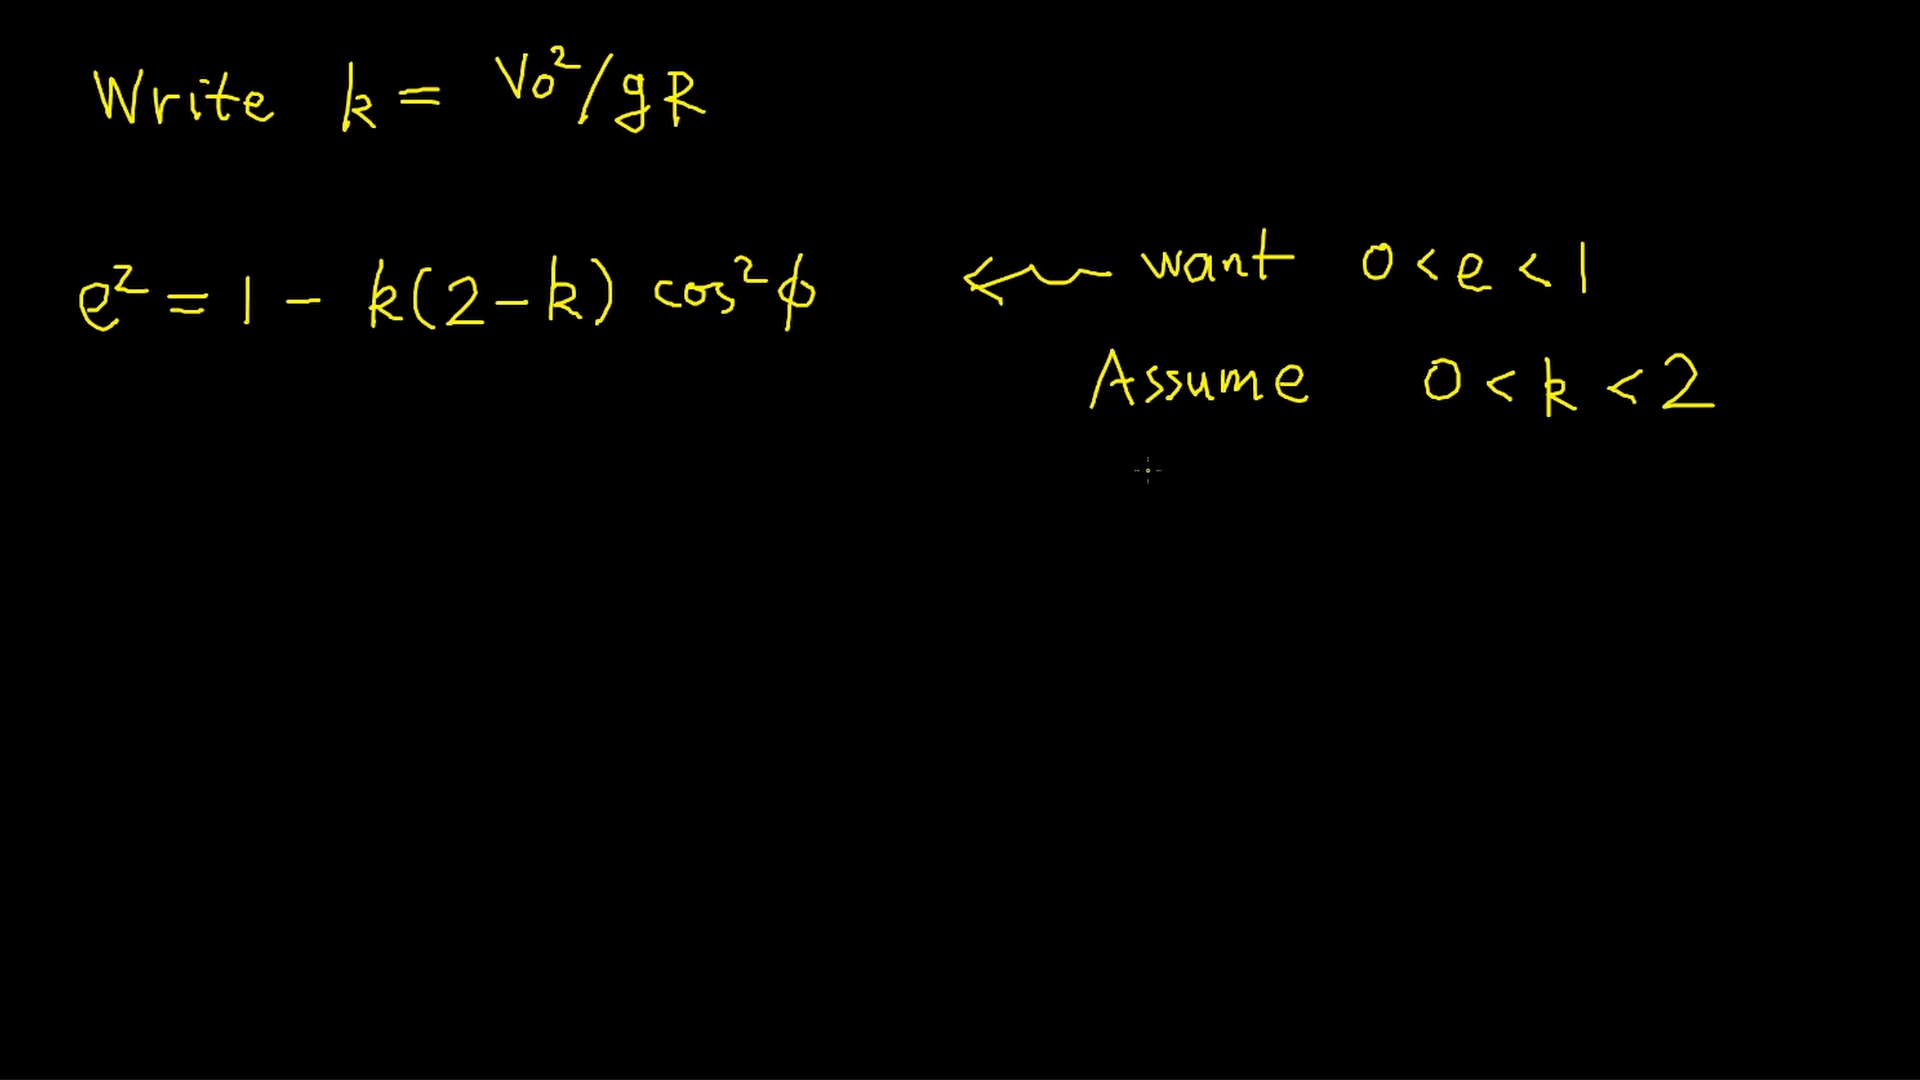 Write k = v₀²/gR
e² = 1 − k(2−k) cos²ϕ ← want 0 < e < 1
Assume 0 < k < 2